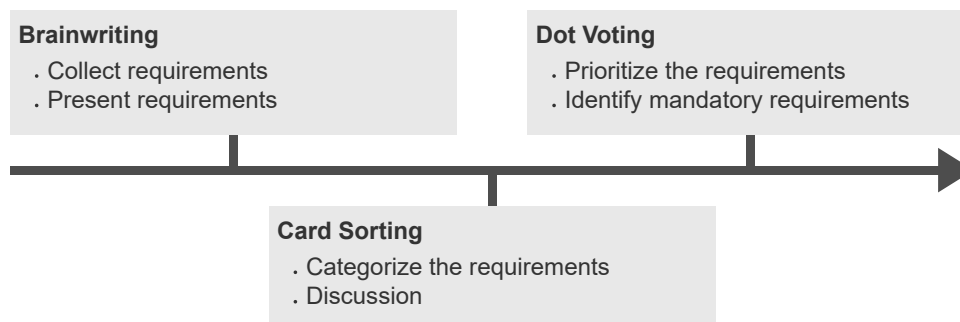 Brainwriting
. Collect requirements
. Present requirements
Dot Voting
. Prioritize the requirements
. Identify mandatory requirements
Card Sorting
. Categorize the requirements
. Discussion